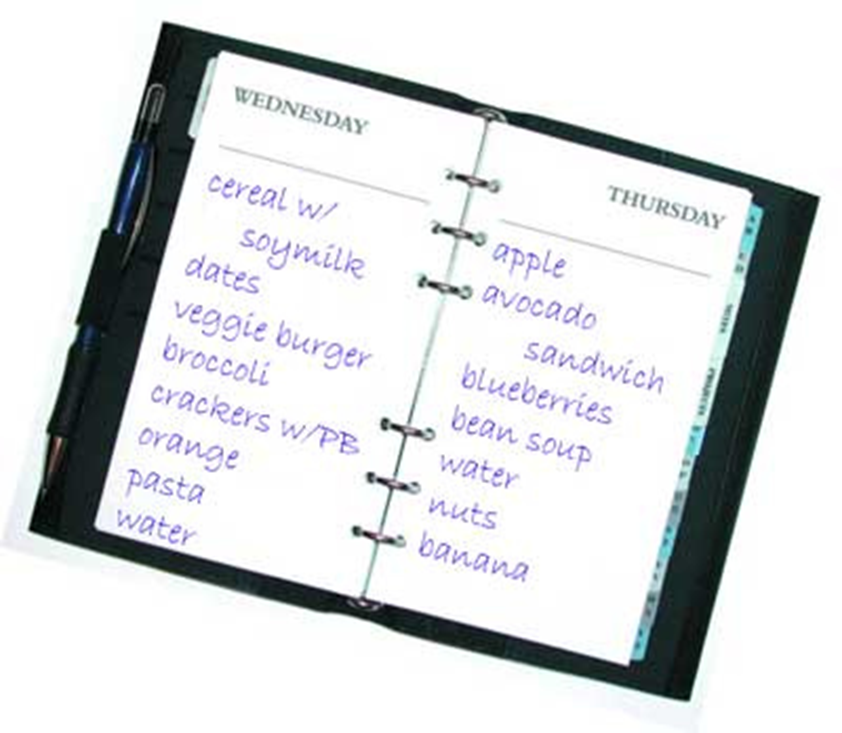 WEDNESDAY
cereal w/
soymilk
dates
veggie burger
broccoli
crackers w/PB
orange
pasta
water
THURSDAY
apple
avocado
sandwich
blueberries
bean soup
water
nuts
banana